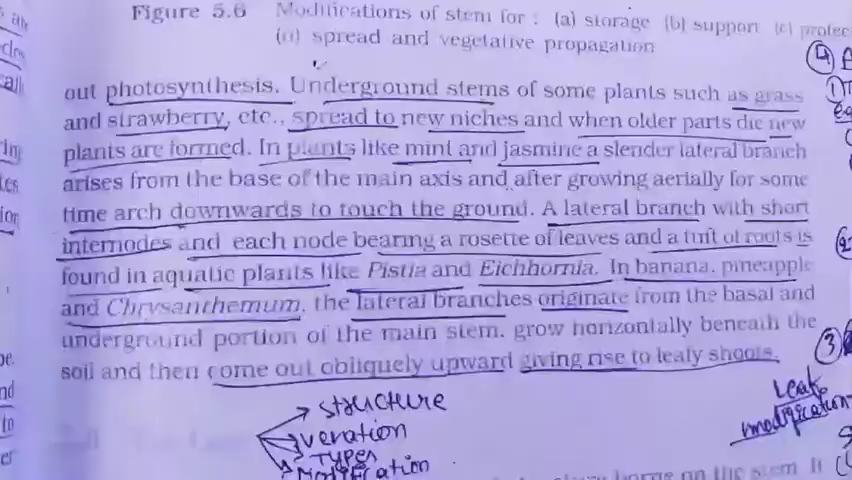 Figure 5.6 Modifications of stem for : (a) storage (b) support (c) protec
(d) spread and vegetative propagation
out photosynthesis. Underground stems of some plants such as grass
and strawberry, etc., spread to new niches and when older parts die new
plants are formed. In plants like mint and jasmine a slender lateral branch
arises from the base of the main axis and after growing aerially for some
time arch downwards to touch the ground. A lateral branch with short
internodes and each node bearing a rosette of leaves and a tuft of roots is
found in aquatic plants like Pistia and Eichhornia. In banana, pineapple
and Chrysanthemum, the lateral branches originate from the basal and
underground portion of the main stem, grow horizontally beneath the
soil and then come out obliquely upward giving rise to leafy shoots.
structure
veration
Types
Modification
Leaf
modification
borne on the stem. It